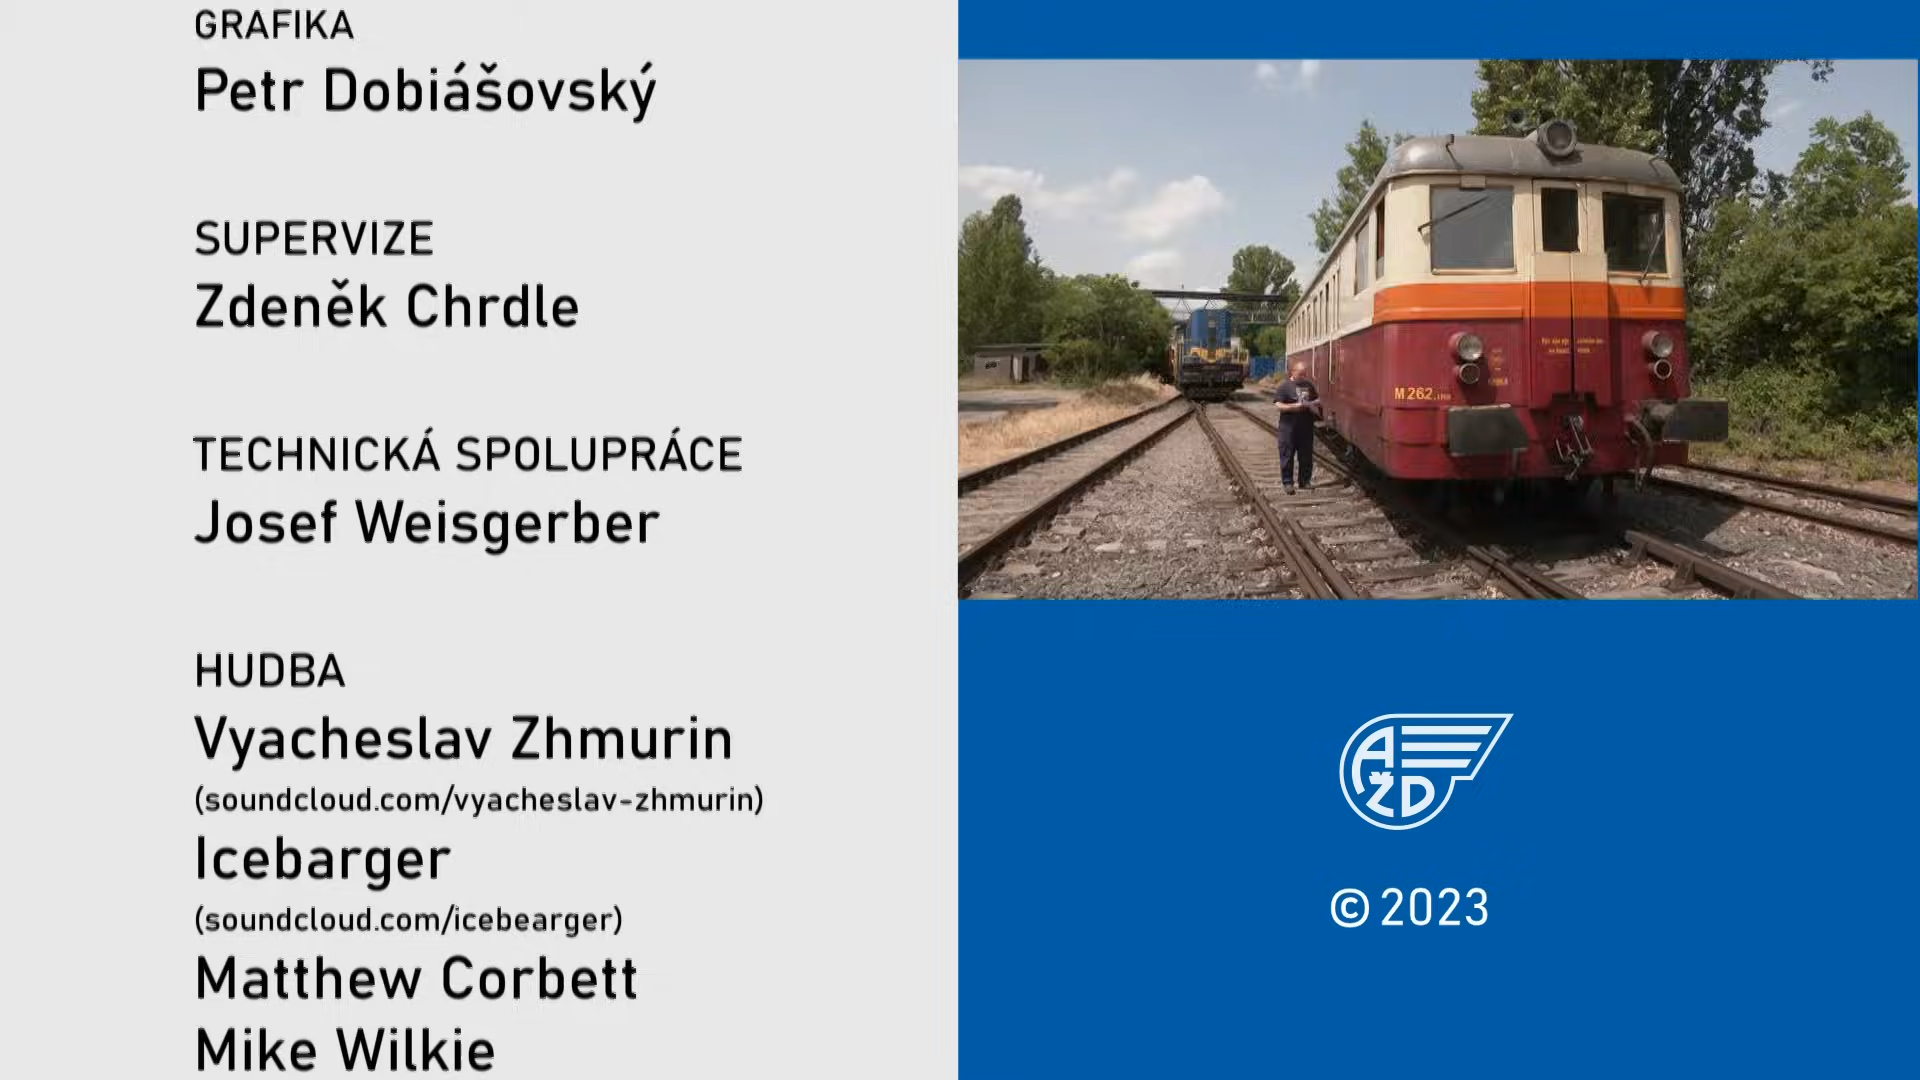 GRAFIKA
Petr Dobiášovský
SUPERVIZE
Zdeněk Chrdle
TECHNICKÁ SPOLUPRÁCE
Josef Weisgerber
HUDBA
Vyacheslav Zhmurin
(soundcloud.com/vyacheslav-zhmurin)
Icebarger
(soundcloud.com/icebearger)
Matthew Corbett
Mike Wilkie
M 262.
AŽD
© 2023